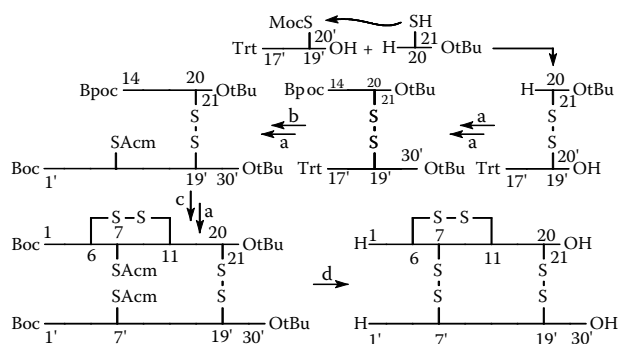 MocS SH
20' 21
Trt OH + H OtBu
17' 19' 20
14 20 14 20 20
Bpoc OtBu Bpoc OtBu H OtBu
21 21 21
S S S
b a
S S S
SAcm a 30' a 20'
Boc OtBu Trt OtBu Trt OH
1' 19' 30' 17' 19' 17' 19'
c a
S–S S–S
1 7 20 1 7 20
Boc OtBu H OH
6 11 21 6 11 21
SAcm S S S
d
SAcm S S S
Boc OtBu H OH
1' 7' 19' 30' 1' 7' 19' 30'